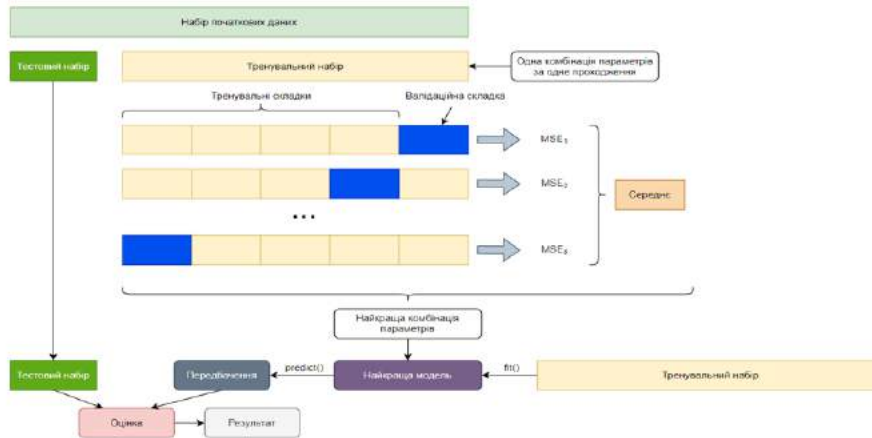 Набір початкових даних
Тестовий набір
Тренувальний набір
Одна комбінація параметрів
за одне проходження
Тренувальні складки
Валідаційна складка
MSE₁
MSE₂
...
MSE₅
Середнє
Найкраща комбінація
параметрів
Тестовий набір
Передбачення
predict()
Найкраща модель
fit()
Тренувальний набір
Оцінка
Результат